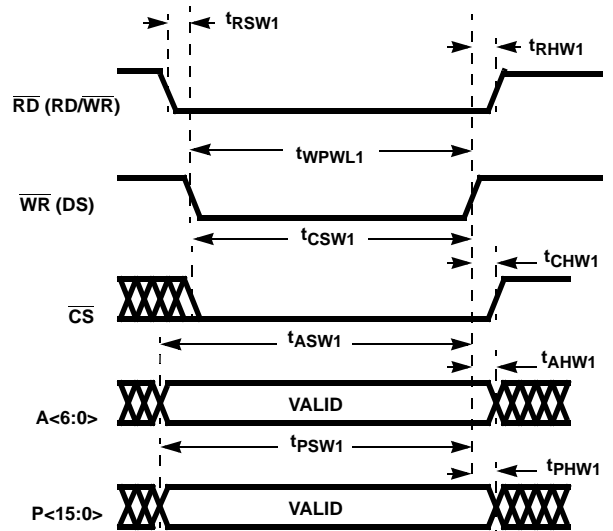 tRSW1
tRHW1
RD (RD/WR)
tWPWL1
WR (DS)
tCSW1
tCHW1
CS
tASW1
tAHW1
A<6:0>
VALID
tPSW1
tPHW1
P<15:0>
VALID